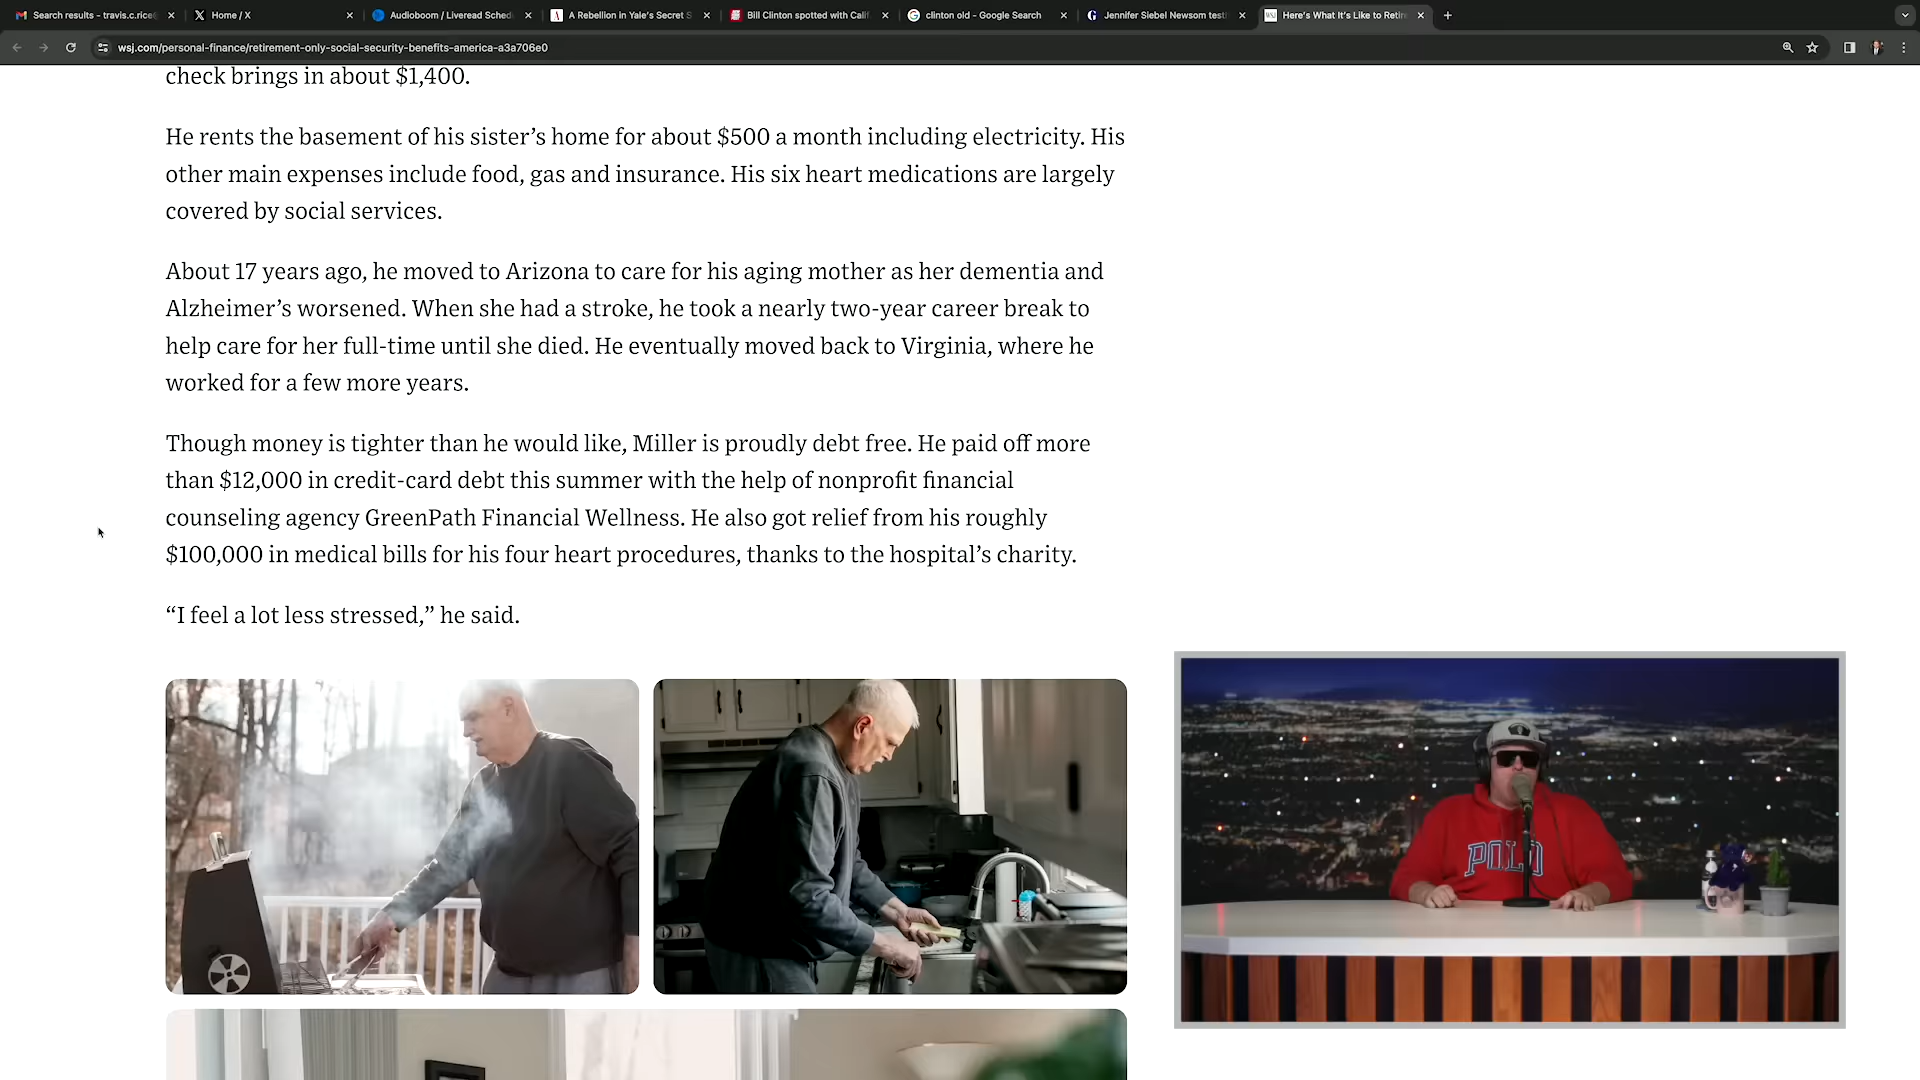 Search results - travis.c.rice
Home / X
Audioboom / Liveread Sched
A Rebellion in Yale's Secret S
Bill Clinton spotted with Calif
clinton old - Google Search
Jennifer Siebel Newsom testi
Here's What It's Like to Retir
wsj.com/personal-finance/retirement-only-social-security-benefits-america-a3a706e0
check brings in about $1,400.
He rents the basement of his sister’s home for about $500 a month including electricity. His
other main expenses include food, gas and insurance. His six heart medications are largely
covered by social services.
About 17 years ago, he moved to Arizona to care for his aging mother as her dementia and
Alzheimer’s worsened. When she had a stroke, he took a nearly two-year career break to
help care for her full-time until she died. He eventually moved back to Virginia, where he
worked for a few more years.
Though money is tighter than he would like, Miller is proudly debt free. He paid off more
than $12,000 in credit-card debt this summer with the help of nonprofit financial
counseling agency GreenPath Financial Wellness. He also got relief from his roughly
$100,000 in medical bills for his four heart procedures, thanks to the hospital’s charity.
“I feel a lot less stressed,” he said.
POLO